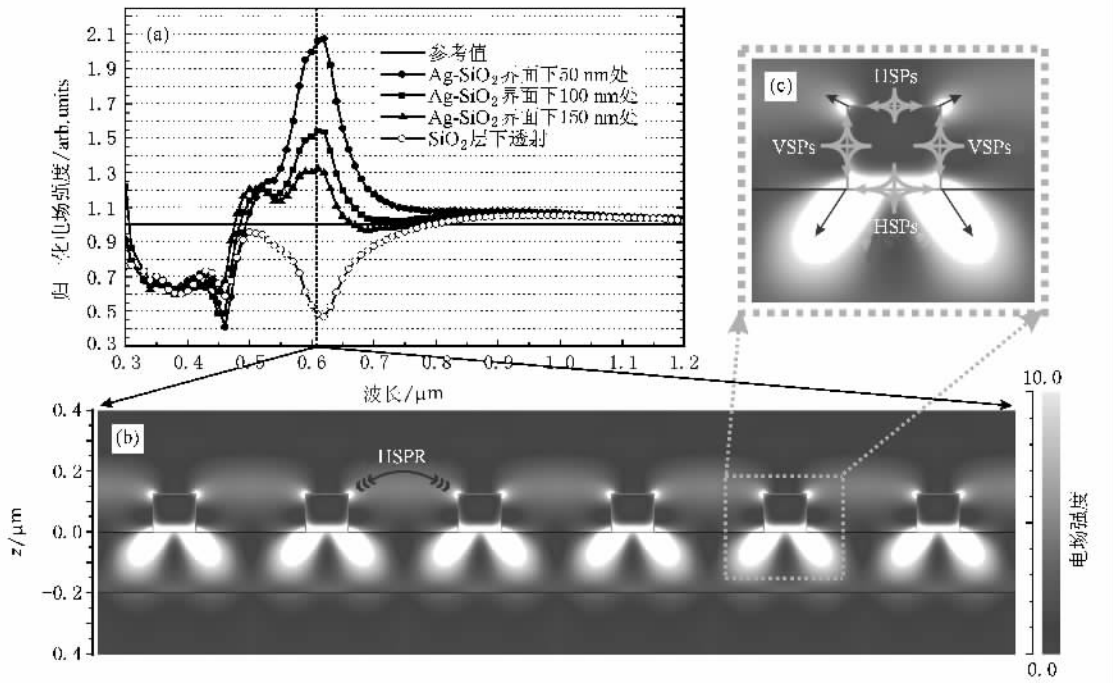 (a)
归一化电场强度/arb.units
2.1
1.9
1.7
1.5
1.3
1.1
0.9
0.7
0.5
0.3
参考值
Ag-SiO₂界面下50 nm处
Ag-SiO₂界面下100 nm处
Ag-SiO₂界面下150 nm处
SiO₂层下透射
0.3 0.4 0.5 0.6 0.7 0.8 0.9 1.0 1.1 1.2
波长/μm
(c)
HSPs
VSPs VSPs
HSPs
(b)
HSPR
z/μm
0.4
0.2
0.0
-0.2
0.4
10.0
电场强度
0.0